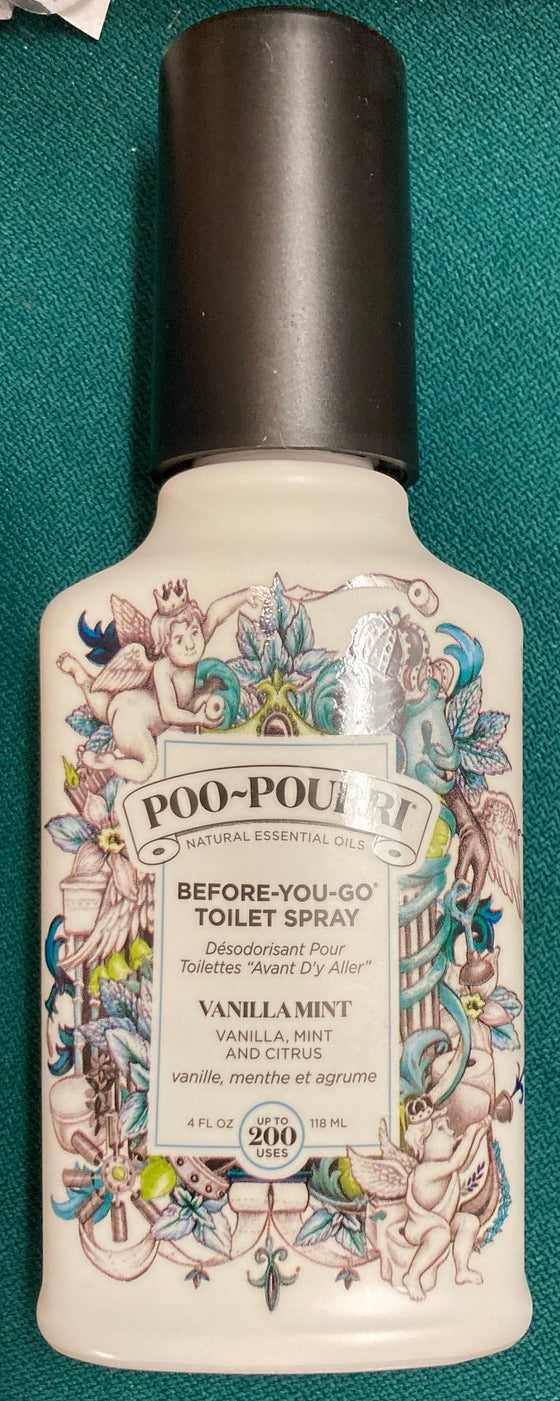 POO~POURRI®
NATURAL ESSENTIAL OILS
BEFORE-YOU-GO®
TOILET SPRAY
Désodorisant Pour
Toilettes “Avant D'y Aller”
VANILLA MINT
VANILLA, MINT
AND CITRUS
vanille, menthe et agrume
4 FL OZ UP TO 118 ML
200
USES